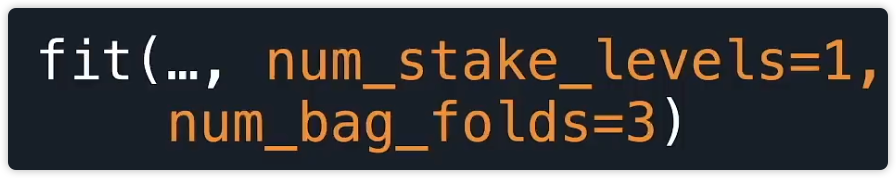 fit(…, num_stake_levels=1,
num_bag_folds=3)